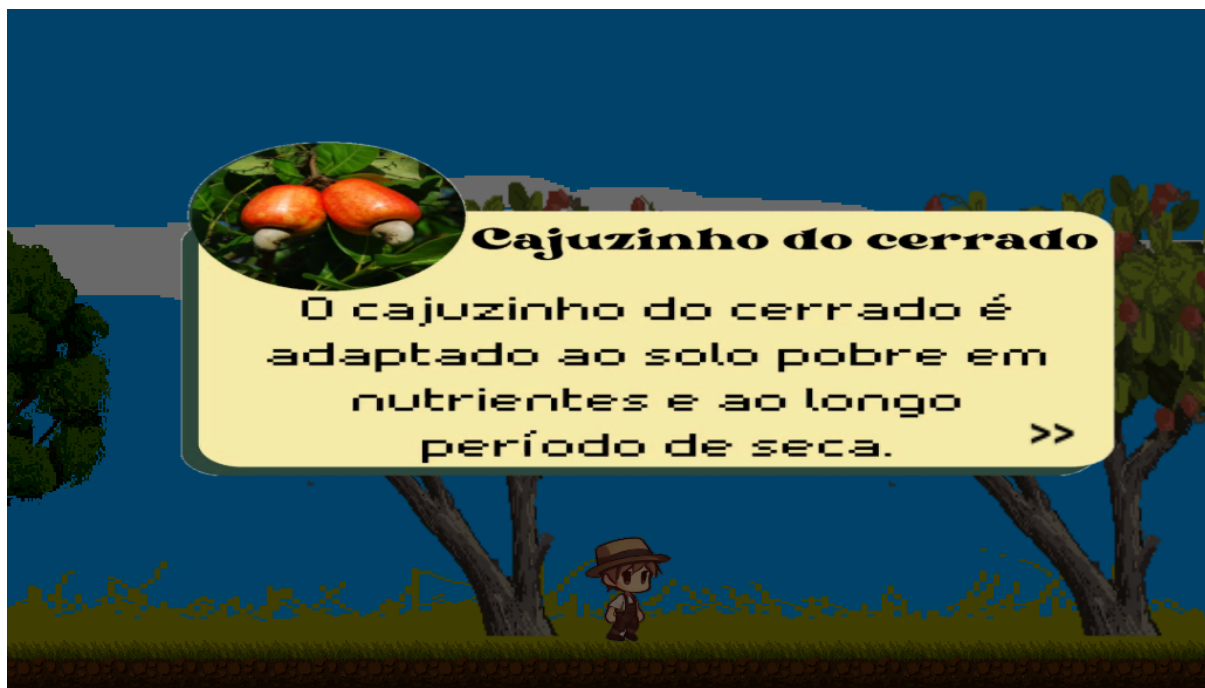 Cajuzinho do cerrado
O cajuzinho do cerrado é
adaptado ao solo pobre em
nutrientes e ao longo
período de seca.
>>